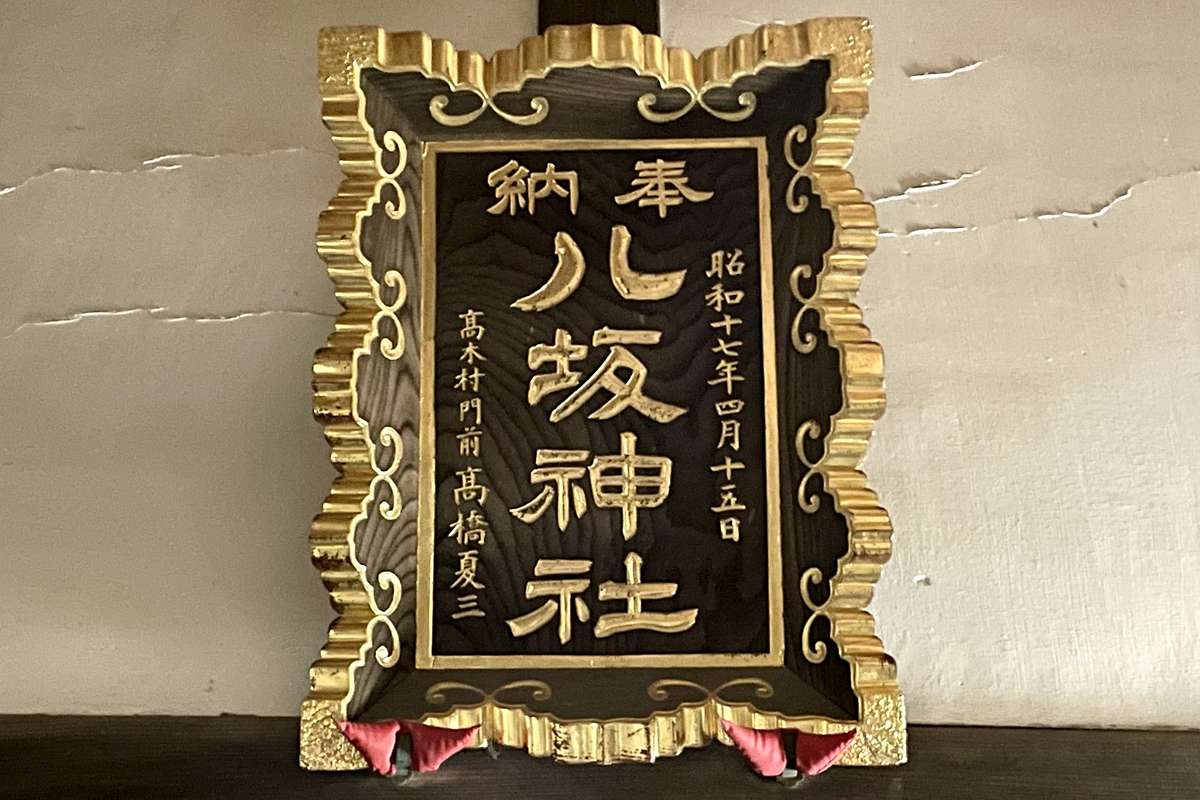 奉納
昭和十七年四月十五日
八坂神社
髙木村門前 髙橋夏三